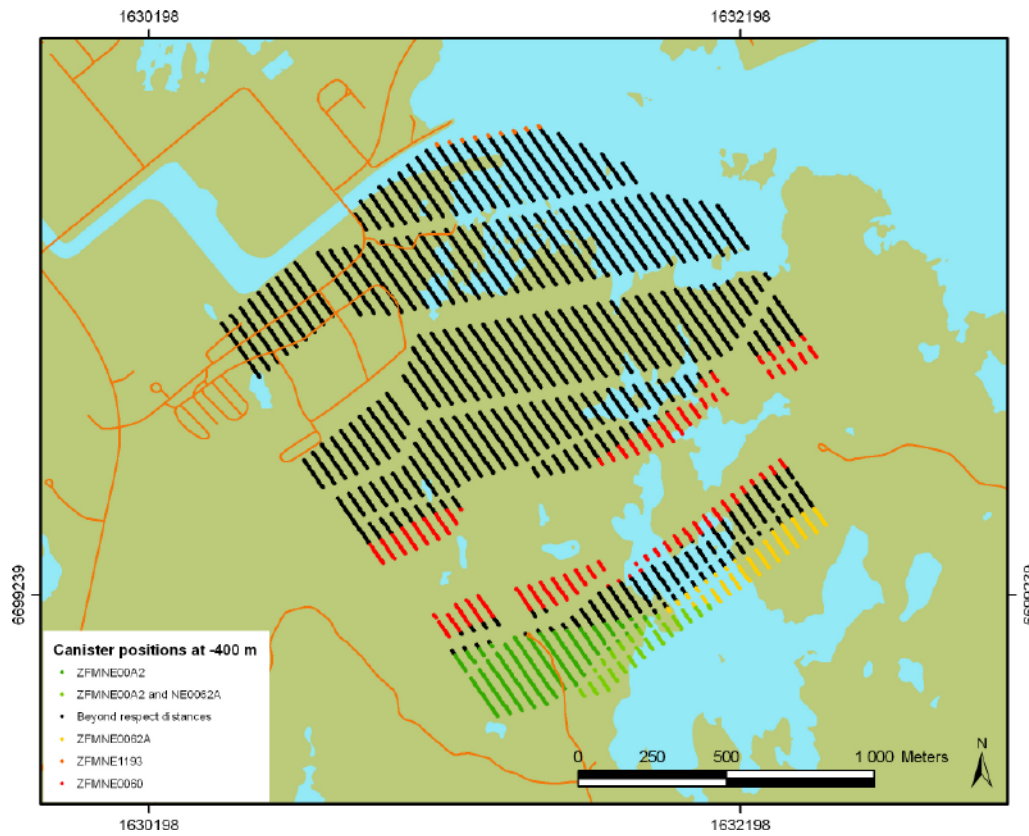 1630198 1632198
6699239 6699239
Canister positions at -400 m
ZFMNE00A2
ZFMNE00A2 and NE0062A
Beyond respect distances
ZFMNE0062A
ZFMNE1193
ZFMNE0060
0 250 500 1 000 Meters
N
1630198 1632198